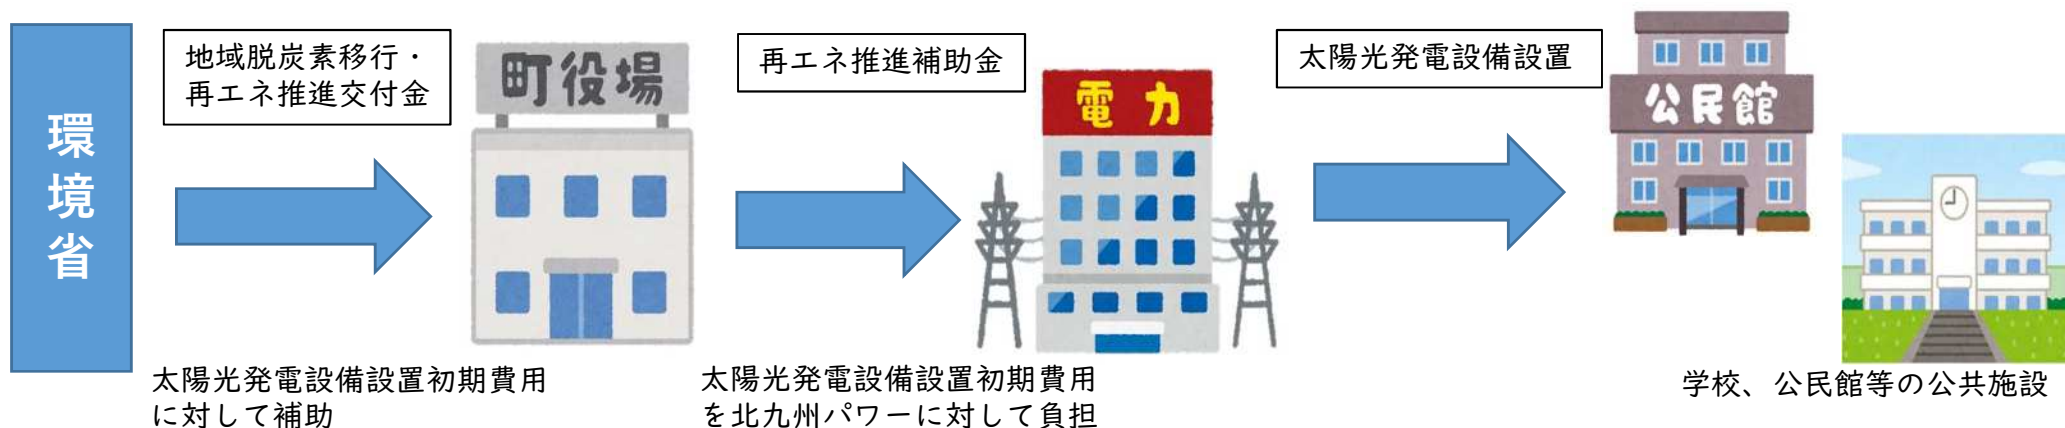 環境省
地域脱炭素移行・
再エネ推進交付金
太陽光発電設備設置初期費用
に対して補助
町役場
再エネ推進補助金
太陽光発電設備設置初期費用
を北九州パワーに対して負担
電力
太陽光発電設備設置
公民館
学校、公民館等の公共施設